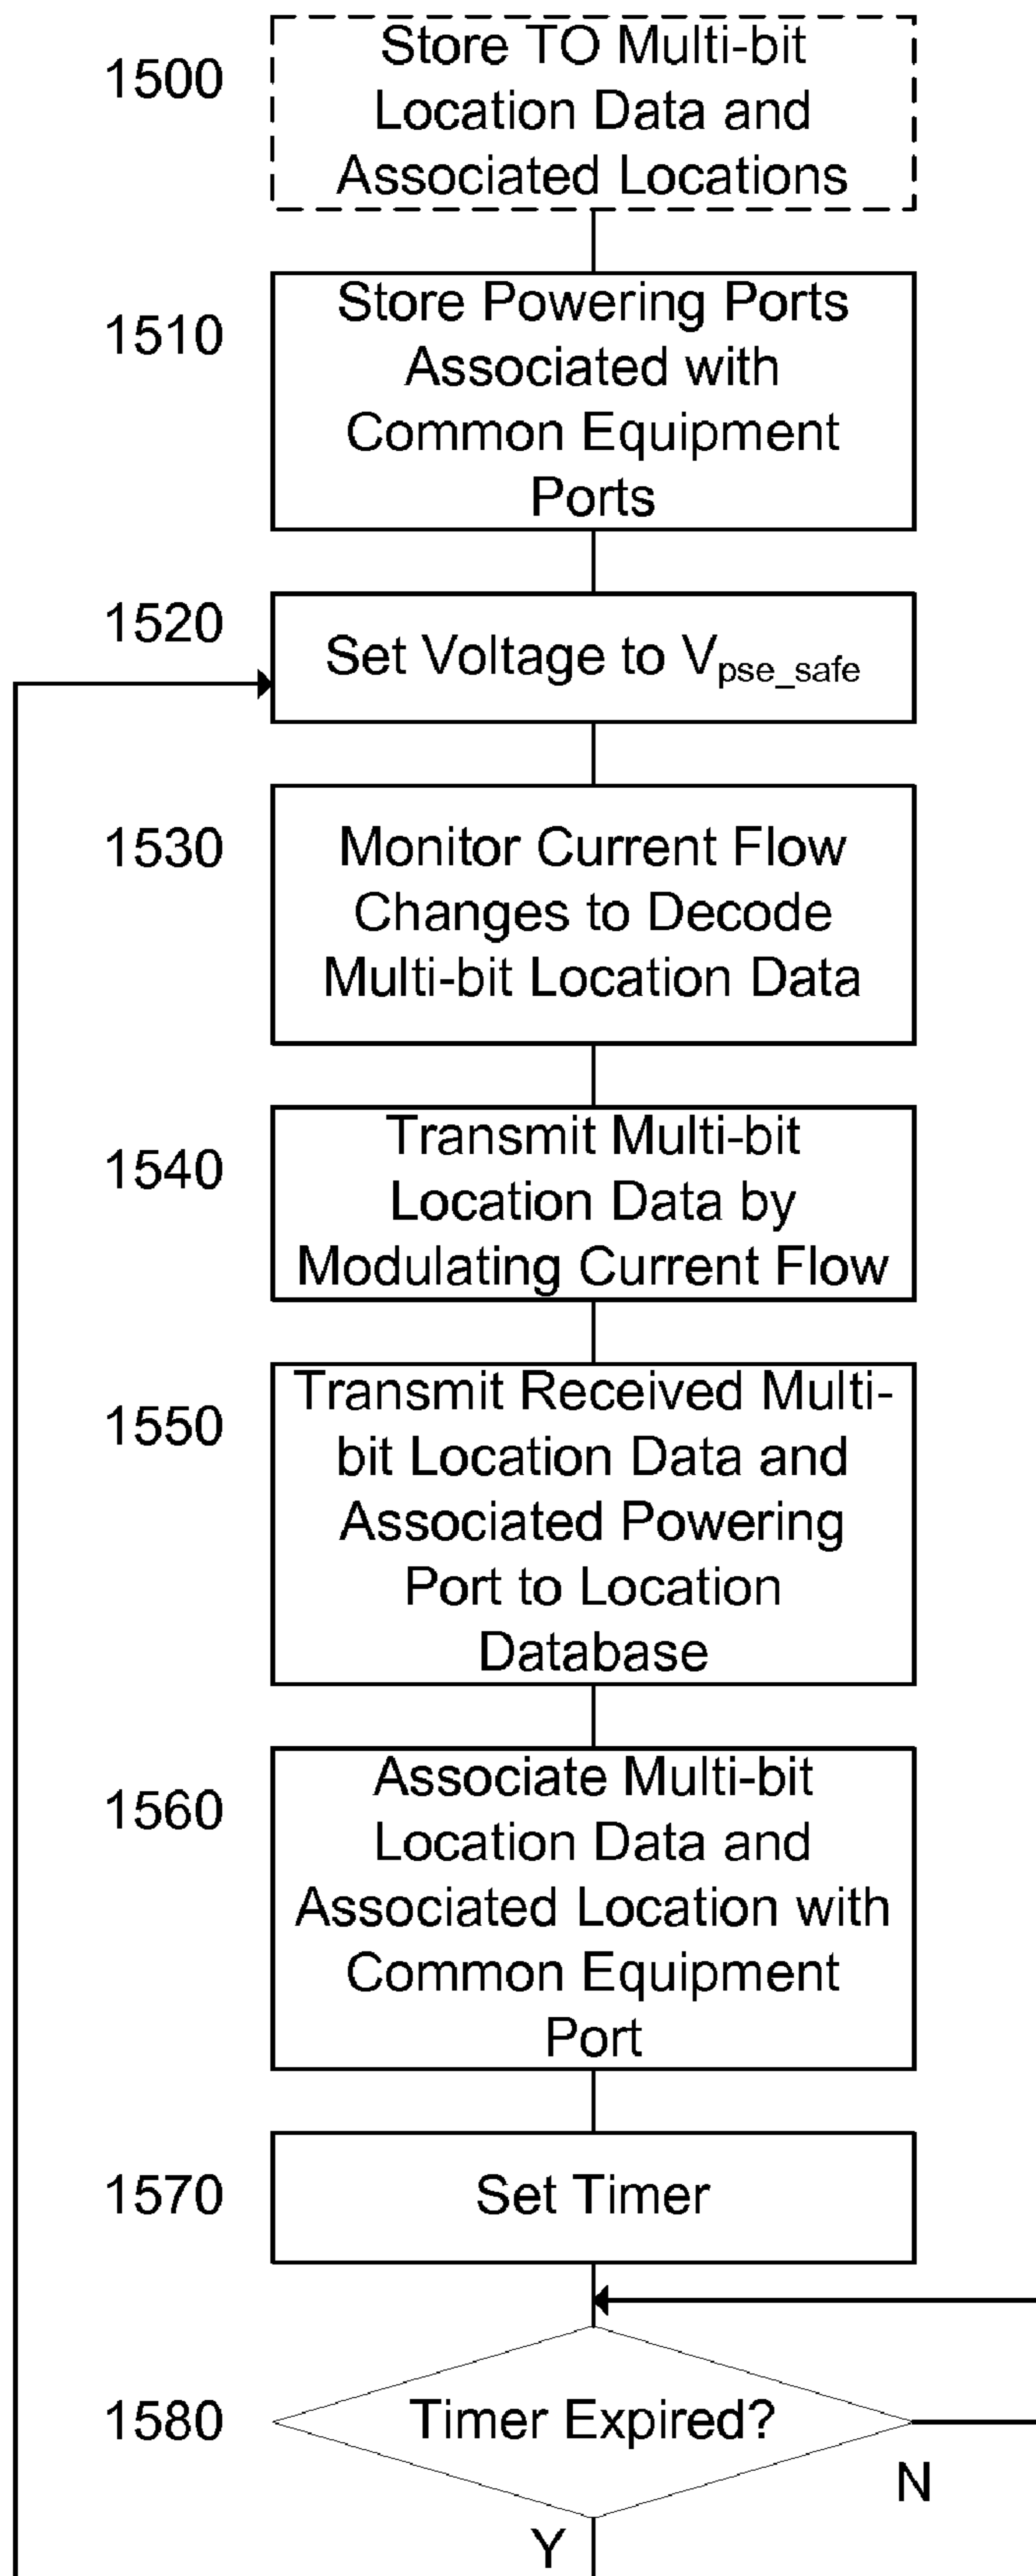 1500
Store TO Multi-bit
Location Data and
Associated Locations
1510
Store Powering Ports
Associated with
Common Equipment
Ports
1520
Set Voltage to Vpse_safe
1530
Monitor Current Flow
Changes to Decode
Multi-bit Location Data
1540
Transmit Multi-bit
Location Data by
Modulating Current Flow
1550
Transmit Received Multi-
bit Location Data and
Associated Powering
Port to Location
Database
1560
Associate Multi-bit
Location Data and
Associated Location with
Common Equipment
Port
1570
Set Timer
1580
Timer Expired?
N
Y